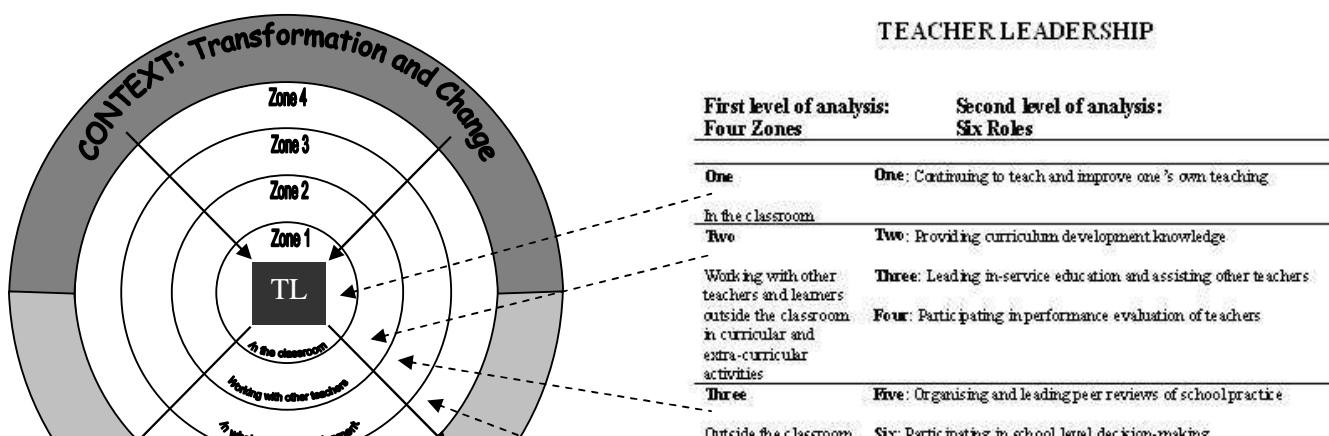 CONTEXT: Transformation and Change
Zone 4
Zone 3
Zone 2
Zone 1
TL
In the classroom
Working with other teachers
TEACHER LEADERSHIP
First level of analysis: Second level of analysis:
Four Zones Six Roles
One One: Continuing to teach and improve one's own teaching
In the classroom
Two Two: Providing curriculum development knowledge
Working with other Three: Leading in-service education and assisting other teachers
teachers and learners
outside the classroom Four: Participating in performance evaluation of teachers
in curricular and
extra-curricular
activities
Three Five: Organising and leading peer reviews of school practice
Outside the classroom Six: Participating in school level decision-making